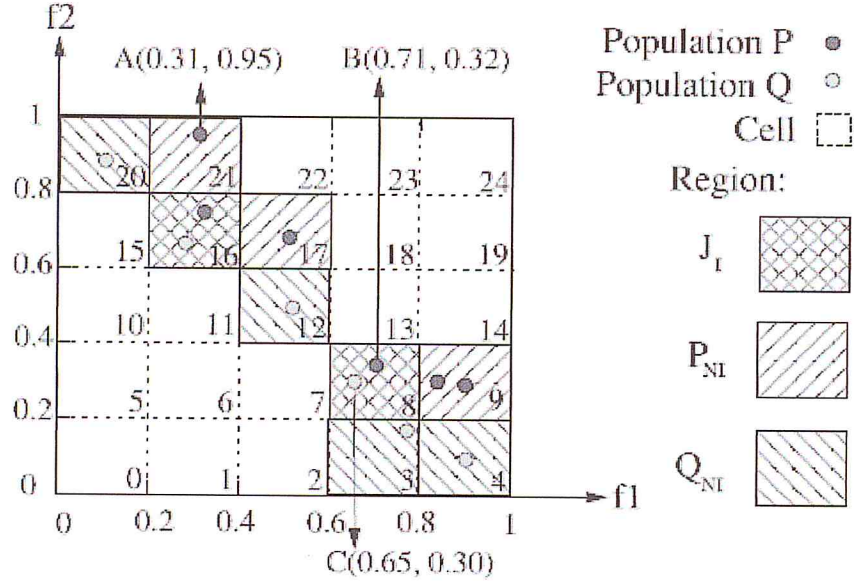 f2
A(0.31, 0.95) B(0.71, 0.32)
Population P
Population Q
Cell
Region:
J_I
P_NI
Q_NI
1
20 21 22 23 24
0.8
15 16 17 18 19
0.6
10 11 12 13 14
0.4
5 6 7 8 9
0.2
0 1 2 3 4
0
f1
0 0.2 0.4 0.6 0.8 1
C(0.65, 0.30)